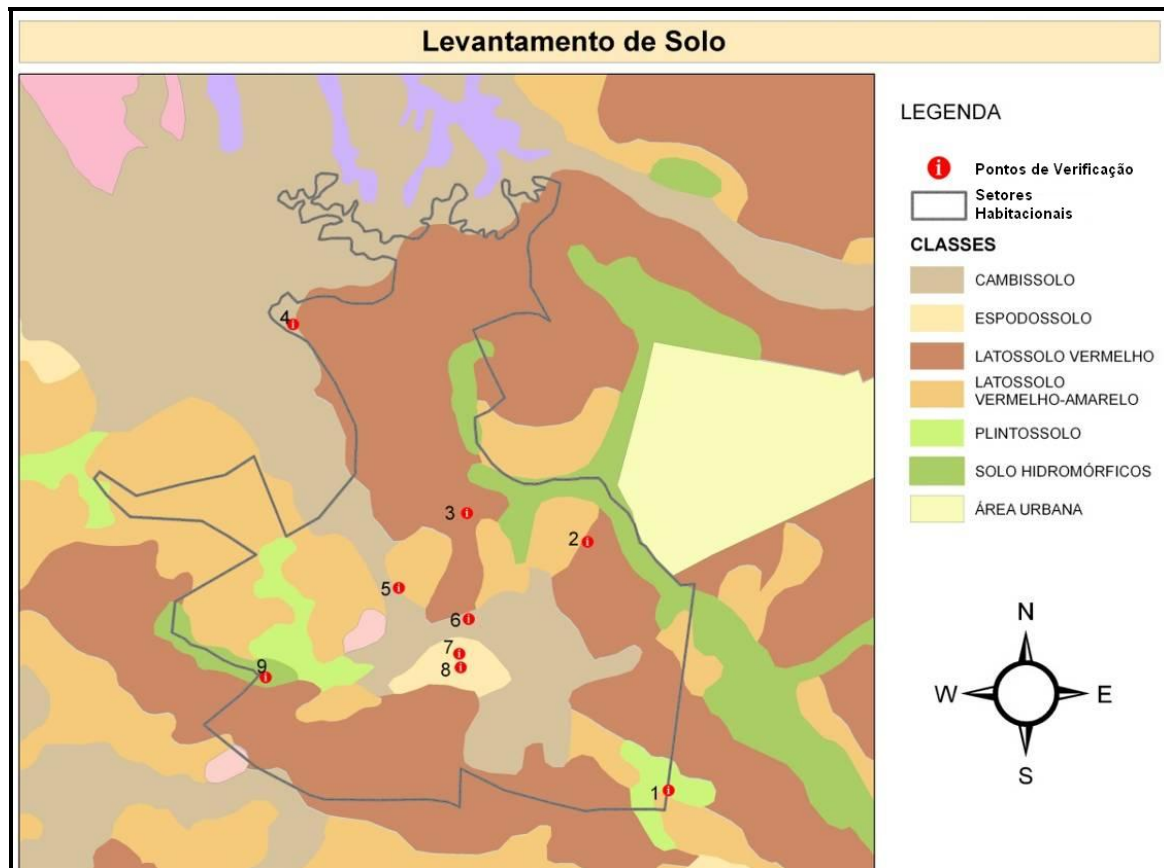 Levantamento de Solo
LEGENDA
Pontos de Verificação
Setores
Habitacionais
CLASSES
CAMBISSOLO
ESPODOSSOLO
LATOSSOLO VERMELHO
LATOSSOLO
VERMELHO-AMARELO
PLINTOSSOLO
SOLO HIDROMÓRFICOS
ÁREA URBANA
N
W
E
S
4
3
2
5
6
7
8
9
1